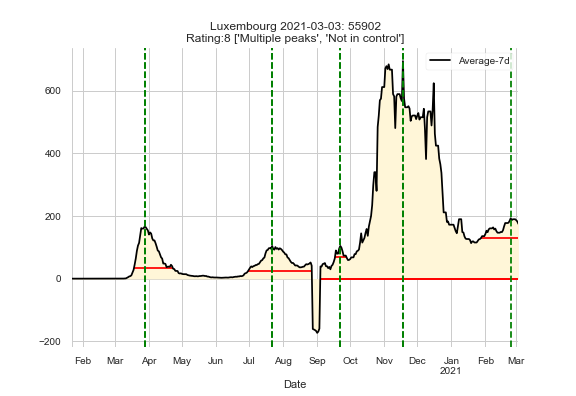 Luxembourg 2021-03-03: 55902
Rating:8 ['Multiple peaks', 'Not in control']
Average-7d
600
400
200
0
−200
Feb Mar Apr May Jun Jul Aug Sep Oct Nov Dec Jan Feb Mar
2021
Date